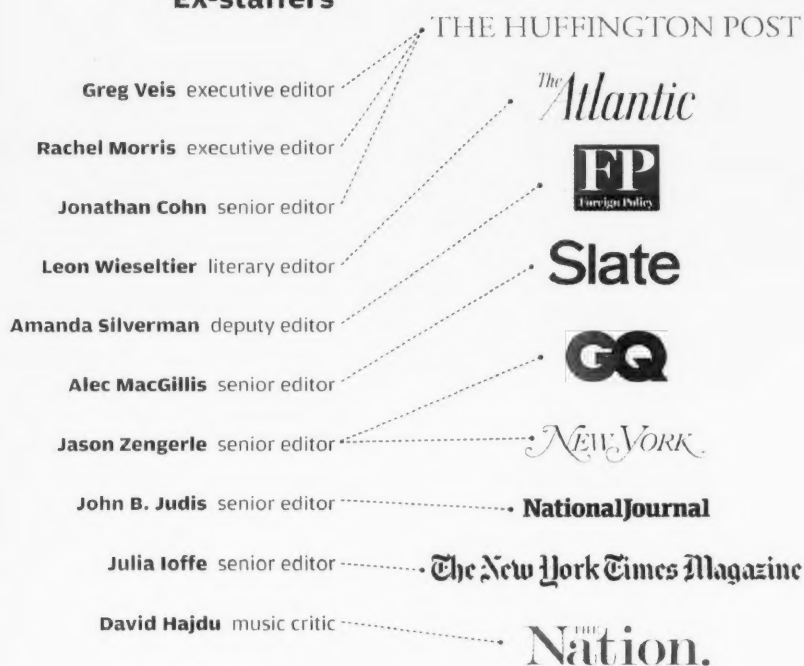 Ex-staffers
THE HUFFINGTON POST
Greg Veis executive editor
The Atlantic
Rachel Morris executive editor
FP
Foreign Policy
Jonathan Cohn senior editor
Leon Wieseltier literary editor
Slate
Amanda Silverman deputy editor
GQ
Alec MacGillis senior editor
Jason Zengerle senior editor
NEW YORK
John B. Judis senior editor
NationalJournal
Julia Ioffe senior editor
The New York Times Magazine
David Hajdu music critic
THE Nation.